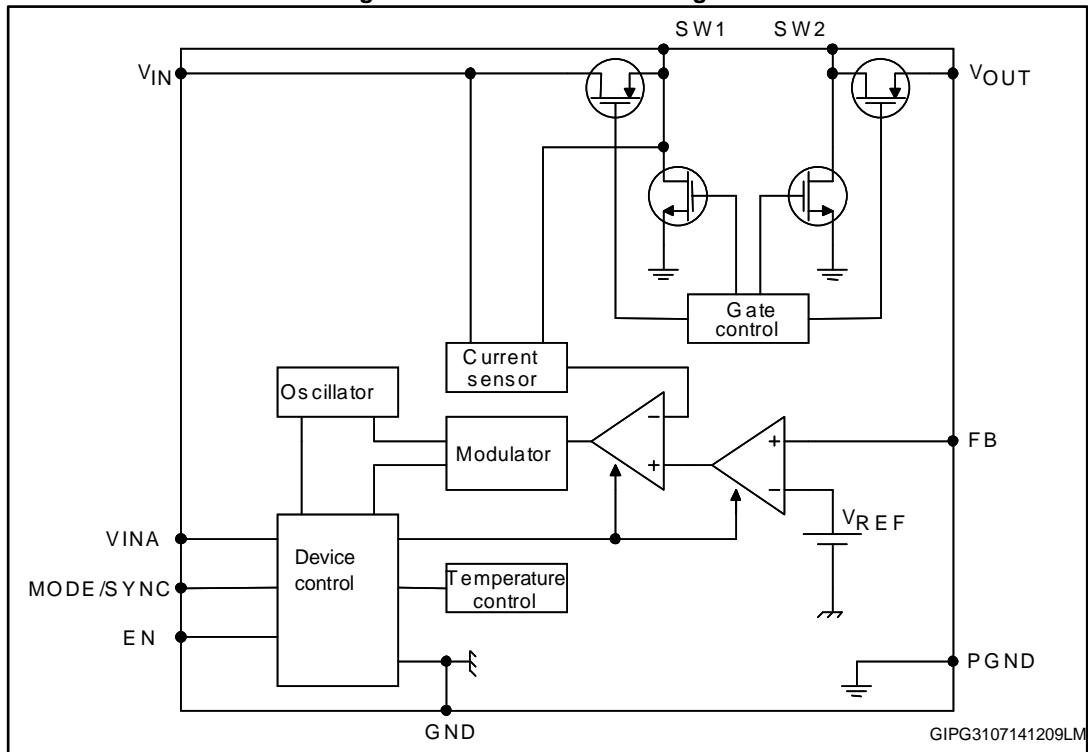 SW1 SW2
VIN
VOUT
Gate
control
Current
sensor
Oscillator
Modulator
-
+
+
-
FB
VREF
VINA
Device
control
MODE/SYNC
Temperature
control
EN
PGND
GND
GIPG3107141209LM